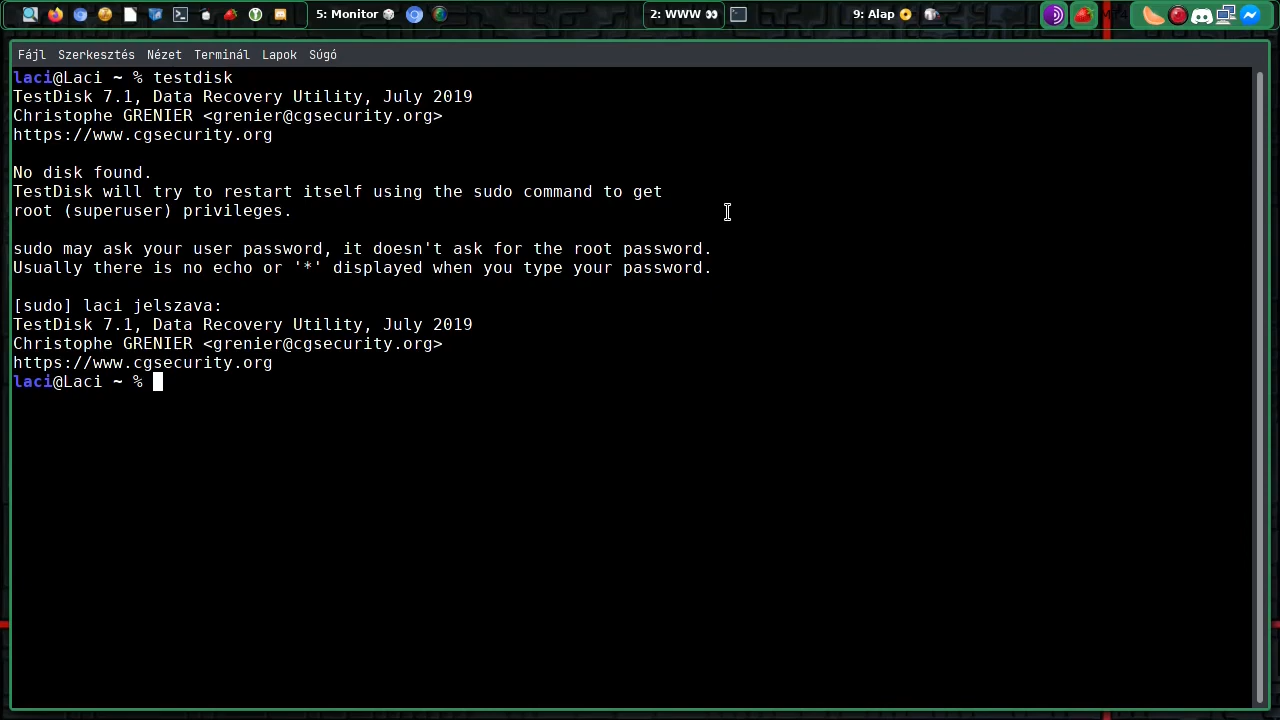 5: Monitor
2: WWW
9: Alap
Fájl Szerkesztés Nézet Terminál Lapok Súgó
laci@Laci ~ % testdisk
TestDisk 7.1, Data Recovery Utility, July 2019
Christophe GRENIER <grenier@cgsecurity.org>
https://www.cgsecurity.org
No disk found.
TestDisk will try to restart itself using the sudo command to get
root (superuser) privileges.
sudo may ask your user password, it doesn't ask for the root password.
Usually there is no echo or '*' displayed when you type your password.
[sudo] laci jelszava:
TestDisk 7.1, Data Recovery Utility, July 2019
Christophe GRENIER <grenier@cgsecurity.org>
https://www.cgsecurity.org
laci@Laci ~ %